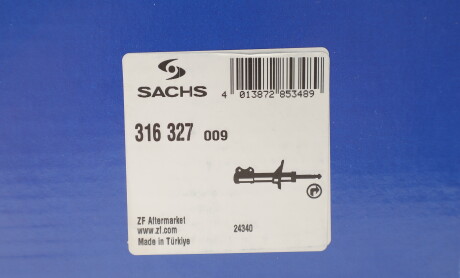 SACHS
4 013872 853489
316 327 009
ZF Aftermarket
www.zf.com
Made in Türkiye
24340